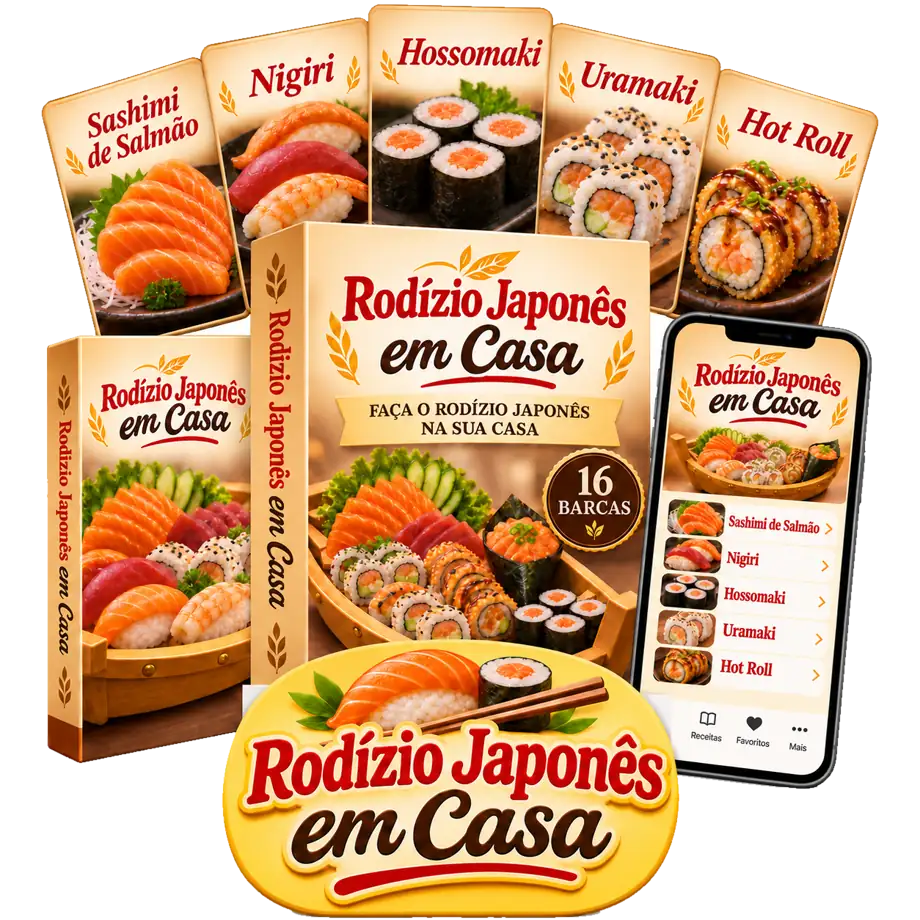 Sashimi
de Salmão
Nigiri
Hossomaki
Uramaki
Hot Roll
Rodízio Japonês
em Casa
Rodízio Japonês em Casa
Rodízio Japonês em Casa
Rodízio Japonês
em Casa
FAÇA O RODÍZIO JAPONÊS
NA SUA CASA
16
BARCAS
Rodízio Japonês
em Casa
Sashimi de Salmão
Nigiri
Hossomaki
Uramaki
Hot Roll
Receitas
Favoritos
Mais
Rodízio Japonês
em Casa